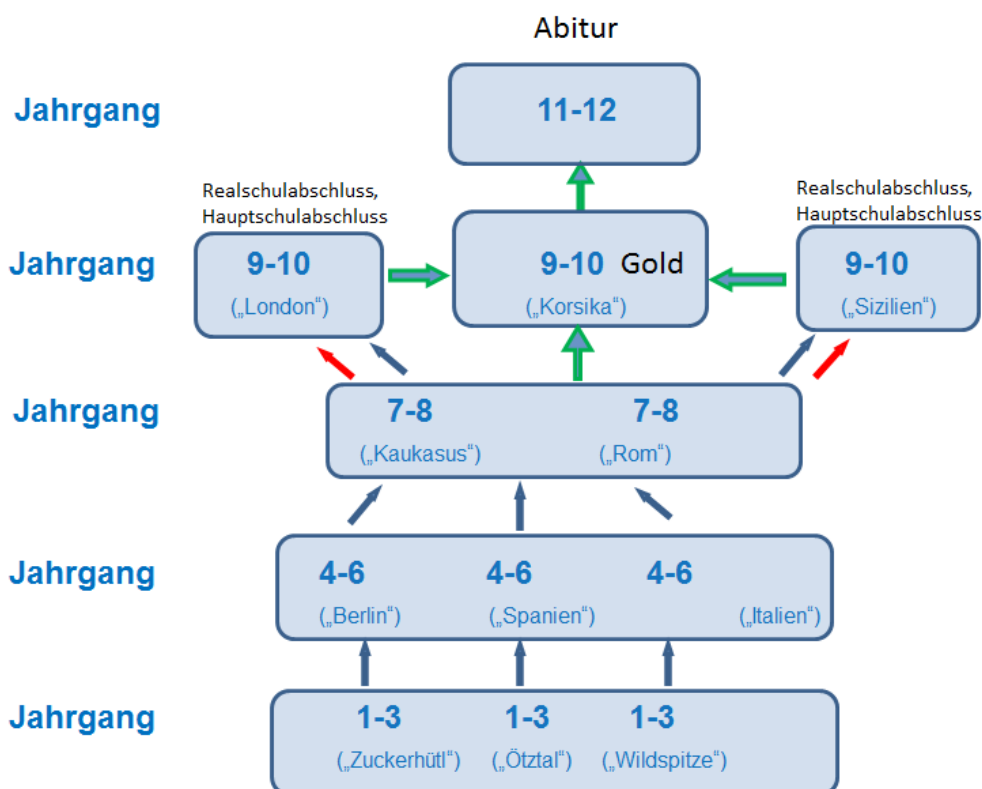 Abitur
Jahrgang
11-12
Realschulabschluss,
Hauptschulabschluss
Realschulabschluss,
Hauptschulabschluss
Jahrgang
9-10
(„London“)
9-10 Gold
(„Korsika“)
9-10
(„Sizilien“)
Jahrgang
7-8
7-8
(„Kaukasus“)
(„Rom“)
Jahrgang
4-6
4-6
4-6
(„Berlin“)
(„Spanien“)
(„Italien“)
Jahrgang
1-3
1-3
1-3
(„Zuckerhütl“)
(„Ötztal“)
(„Wildspitze“)